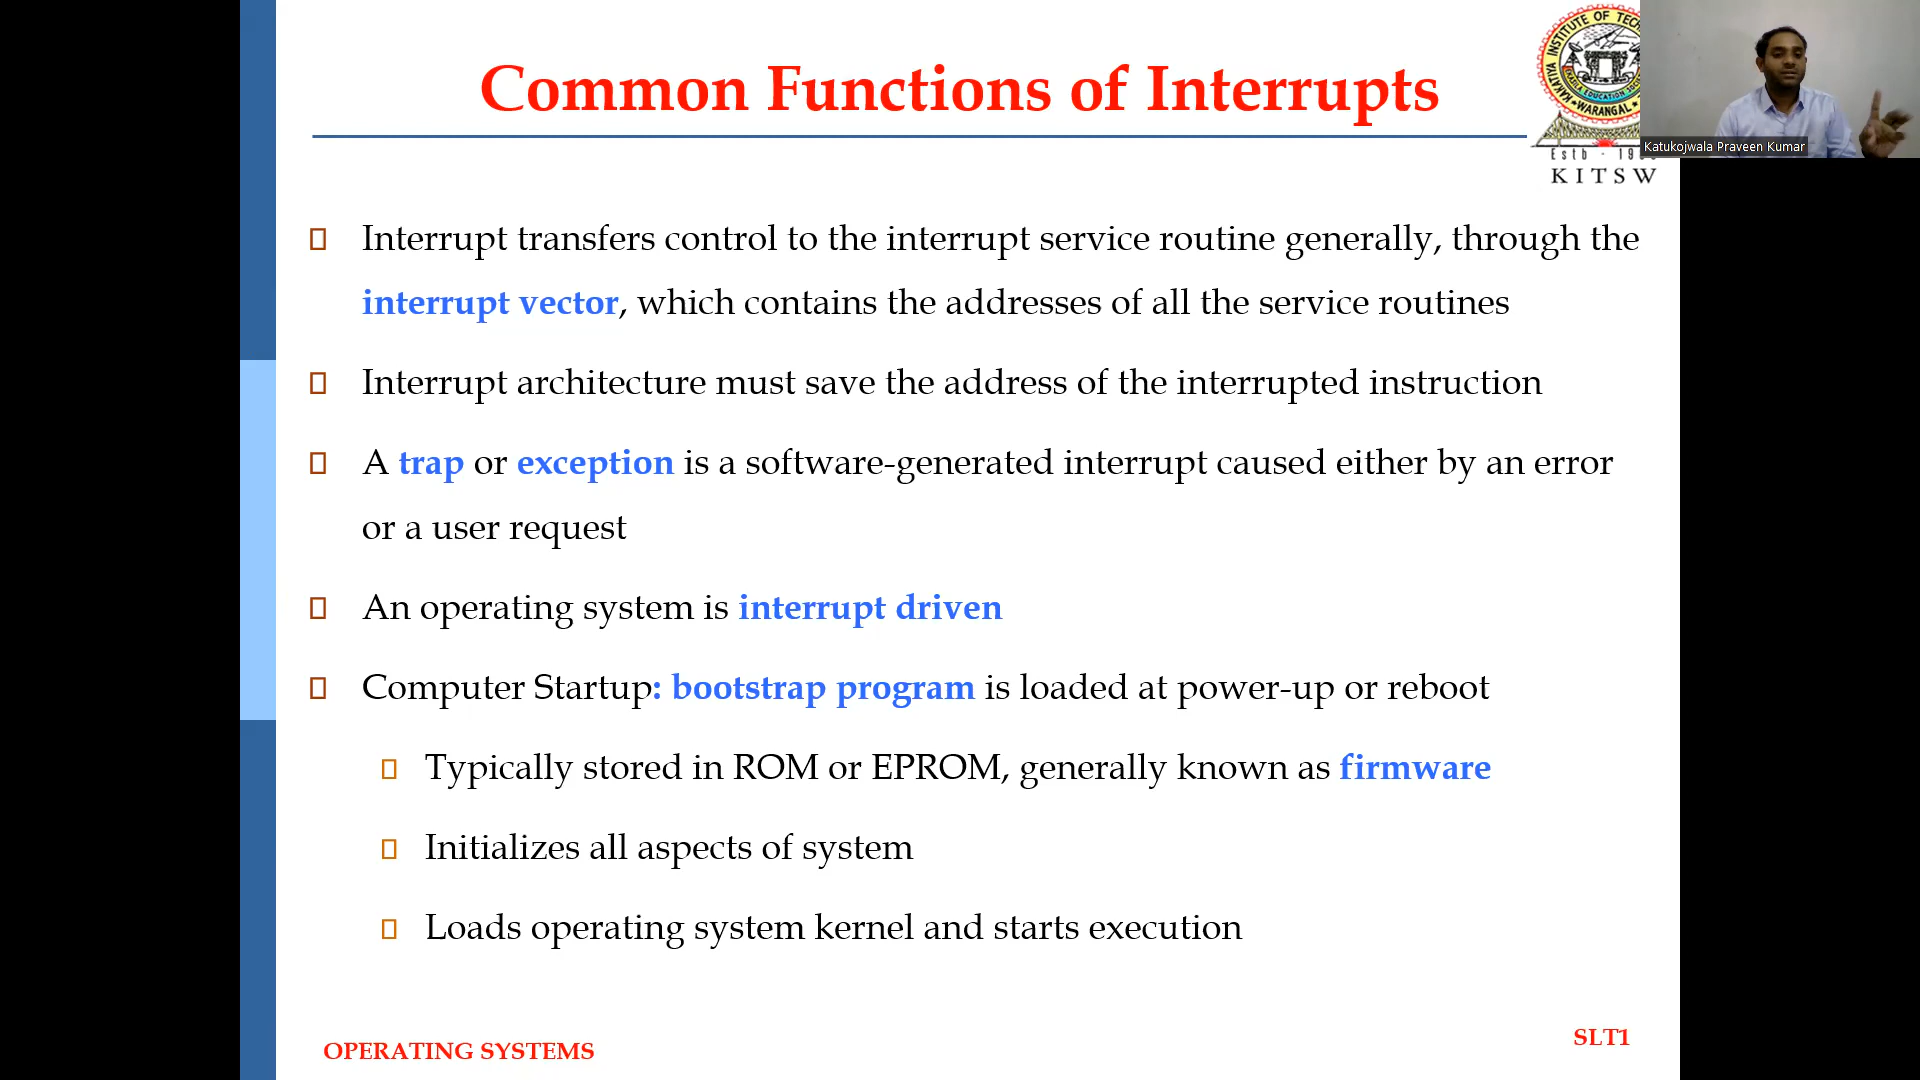 Common Functions of Interrupts
KITSW
Katukojwala Praveen Kumar
Interrupt transfers control to the interrupt service routine generally, through the
interrupt vector, which contains the addresses of all the service routines
Interrupt architecture must save the address of the interrupted instruction
A trap or exception is a software-generated interrupt caused either by an error
or a user request
An operating system is interrupt driven
Computer Startup: bootstrap program is loaded at power-up or reboot
Typically stored in ROM or EPROM, generally known as firmware
Initializes all aspects of system
Loads operating system kernel and starts execution
OPERATING SYSTEMS
SLT1